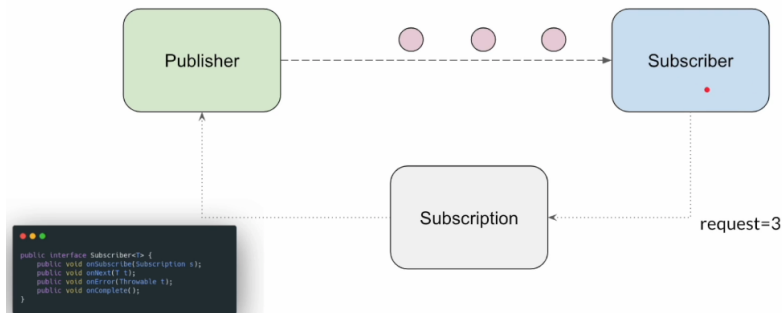 Publisher
Subscriber
Subscription
request=3
public interface Subscriber<T> {
    public void onSubscribe(Subscription s);
    public void onNext(T t);
    public void onError(Throwable t);
    public void onComplete();
}